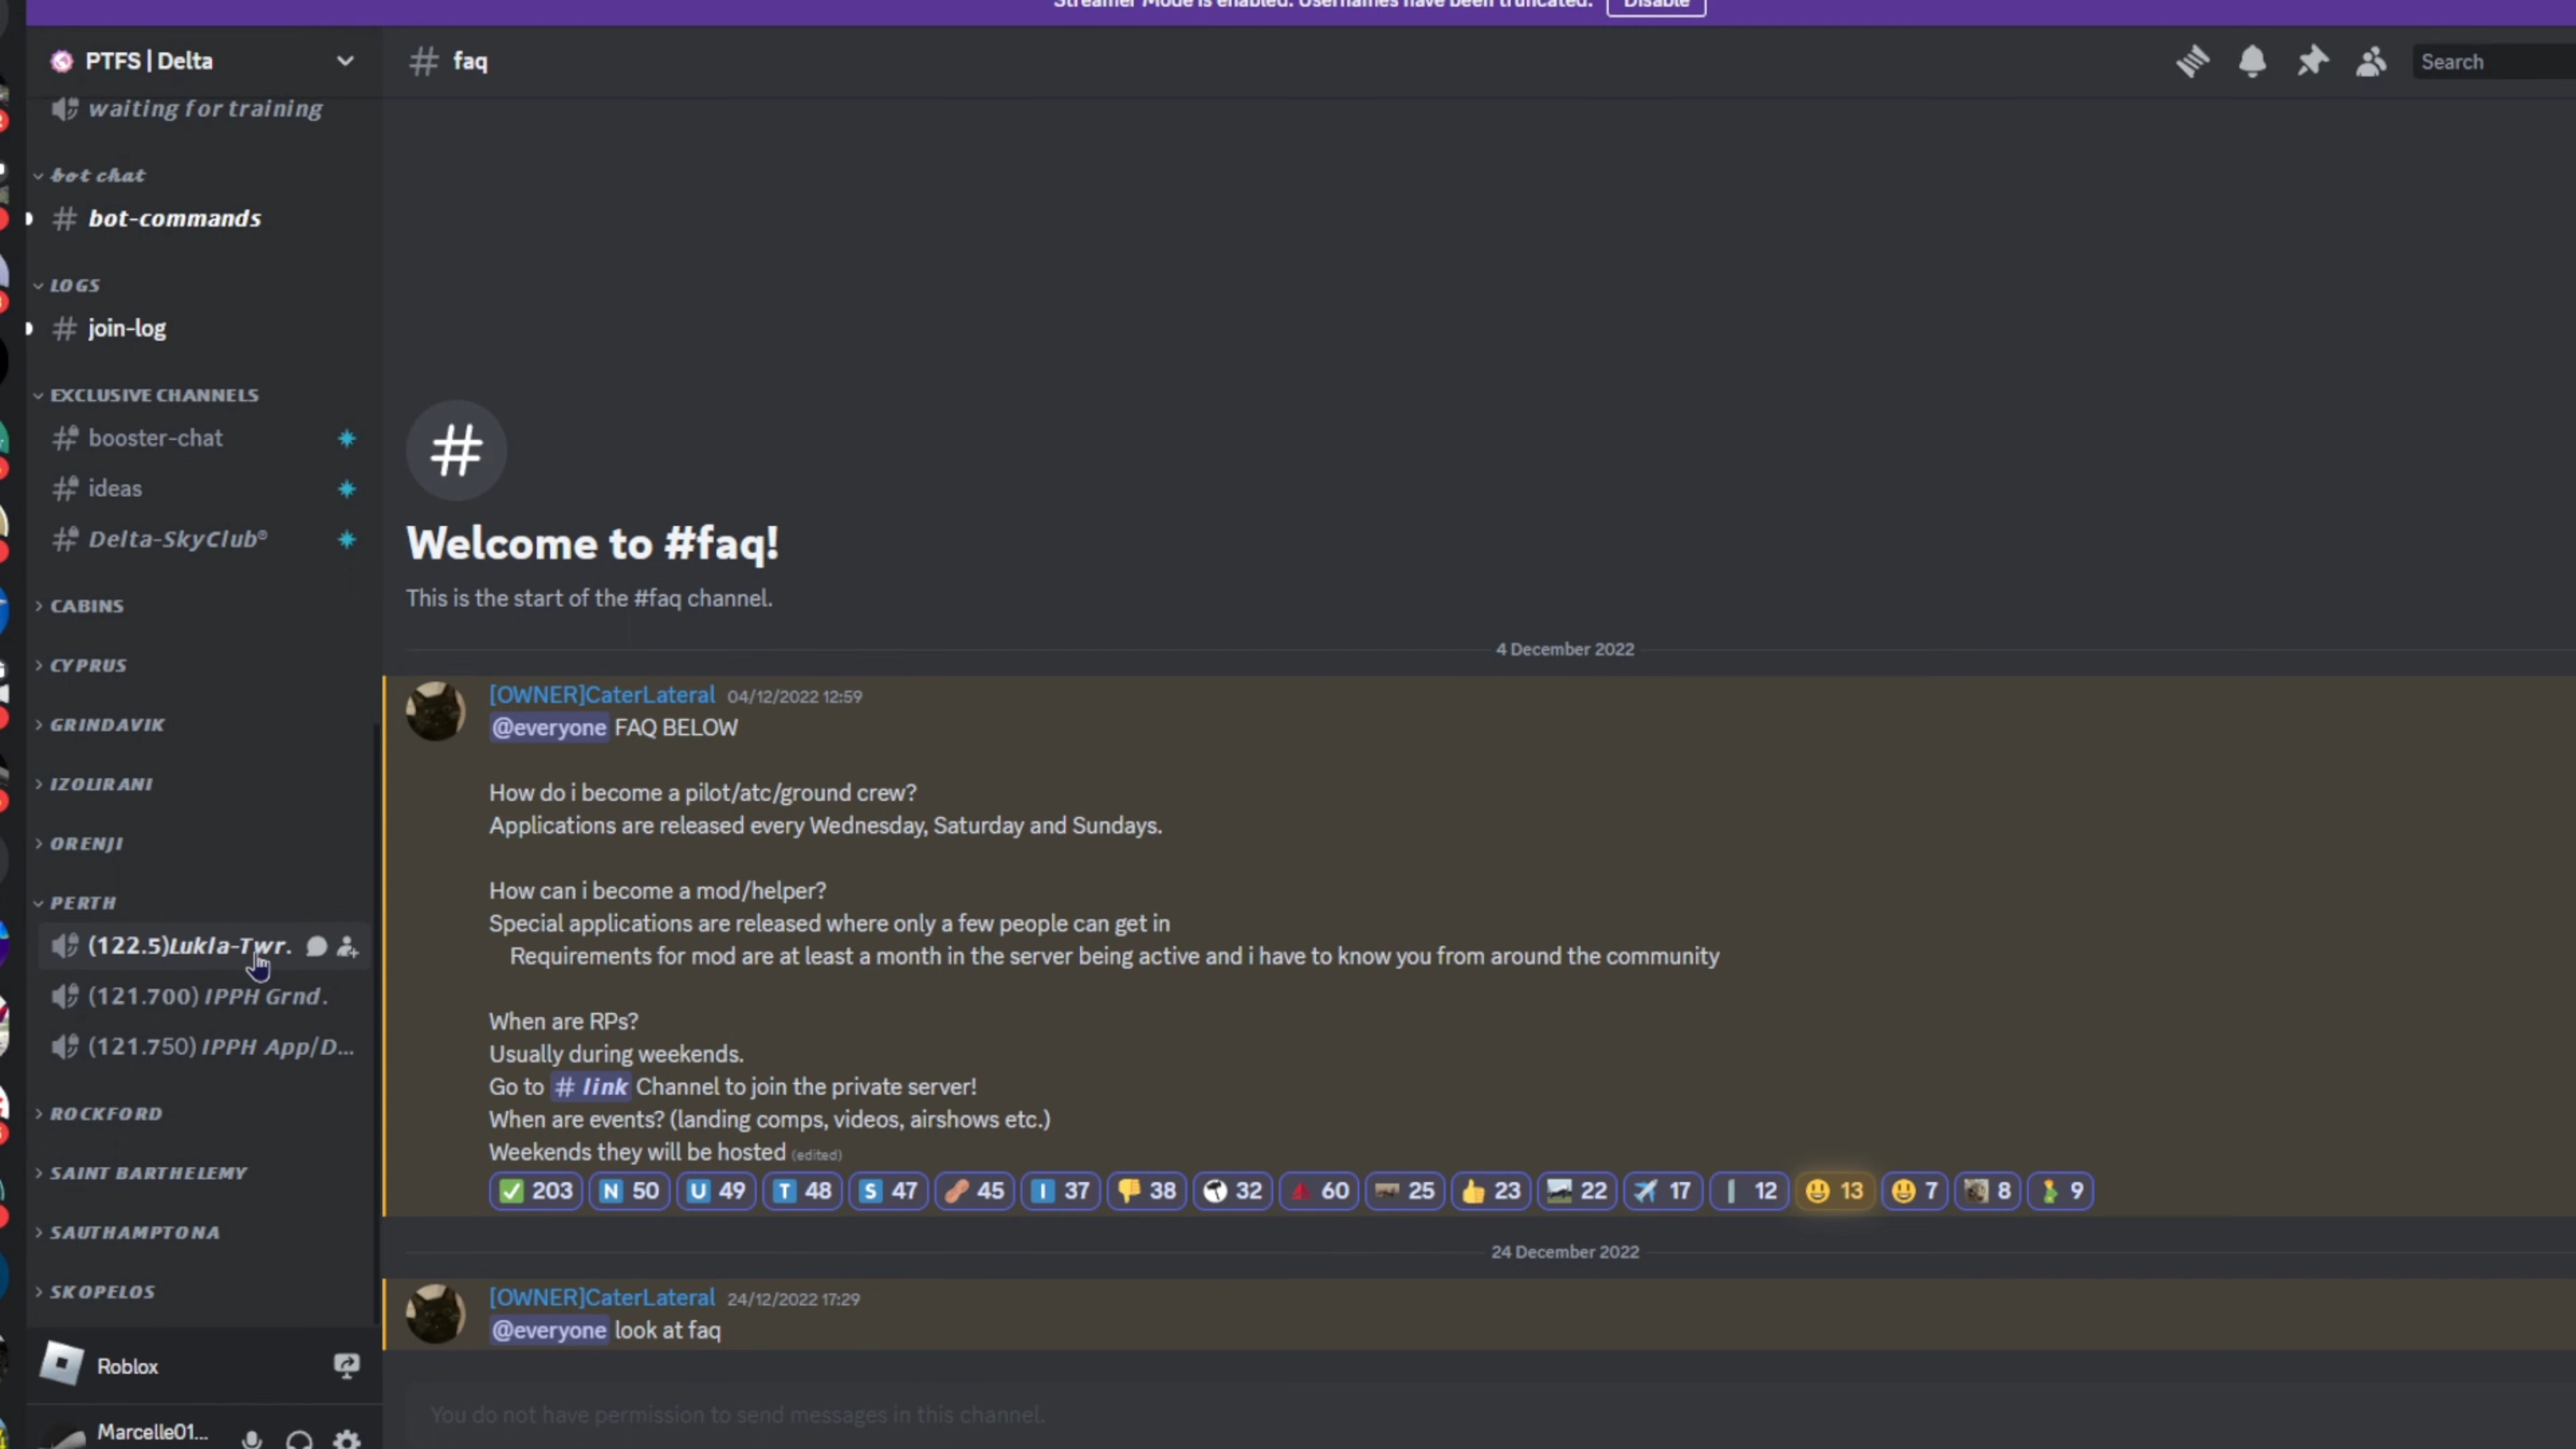 Streamer Mode is enabled. Usernames have been truncated. Disable
PTFS | Delta
waiting for training
bot chat
bot-commands
LOGS
join-log
EXCLUSIVE CHANNELS
booster-chat
ideas
Delta-SkyClub®
CABINS
CYPRUS
GRINDAVIK
IZOLIRANI
ORENJI
PERTH
(122.5)Lukla-Twr.
(121.700) IPPH Grnd.
(121.750) IPPH App/D...
ROCKFORD
SAINT BARTHELEMY
SAUTHAMPTONA
SKOPELOS
Roblox
Marcelle01...
# faq
Search
#
Welcome to #faq!
This is the start of the #faq channel.
4 December 2022
[OWNER]CaterLateral 04/12/2022 12:59
@everyone FAQ BELOW
How do i become a pilot/atc/ground crew?
Applications are released every Wednesday, Saturday and Sundays.
How can i become a mod/helper?
Special applications are released where only a few people can get in
Requirements for mod are at least a month in the server being active and i have to know you from around the community
When are RPs?
Usually during weekends.
Go to # link Channel to join the private server!
When are events? (landing comps, videos, airshows etc.)
Weekends they will be hosted (edited)
203 N 50 U 49 T 48 S 47 45 I 37 38 32 60 25 23 22 17 12 13 7 8 9
24 December 2022
[OWNER]CaterLateral 24/12/2022 17:29
@everyone look at faq
You do not have permission to send messages in this channel.